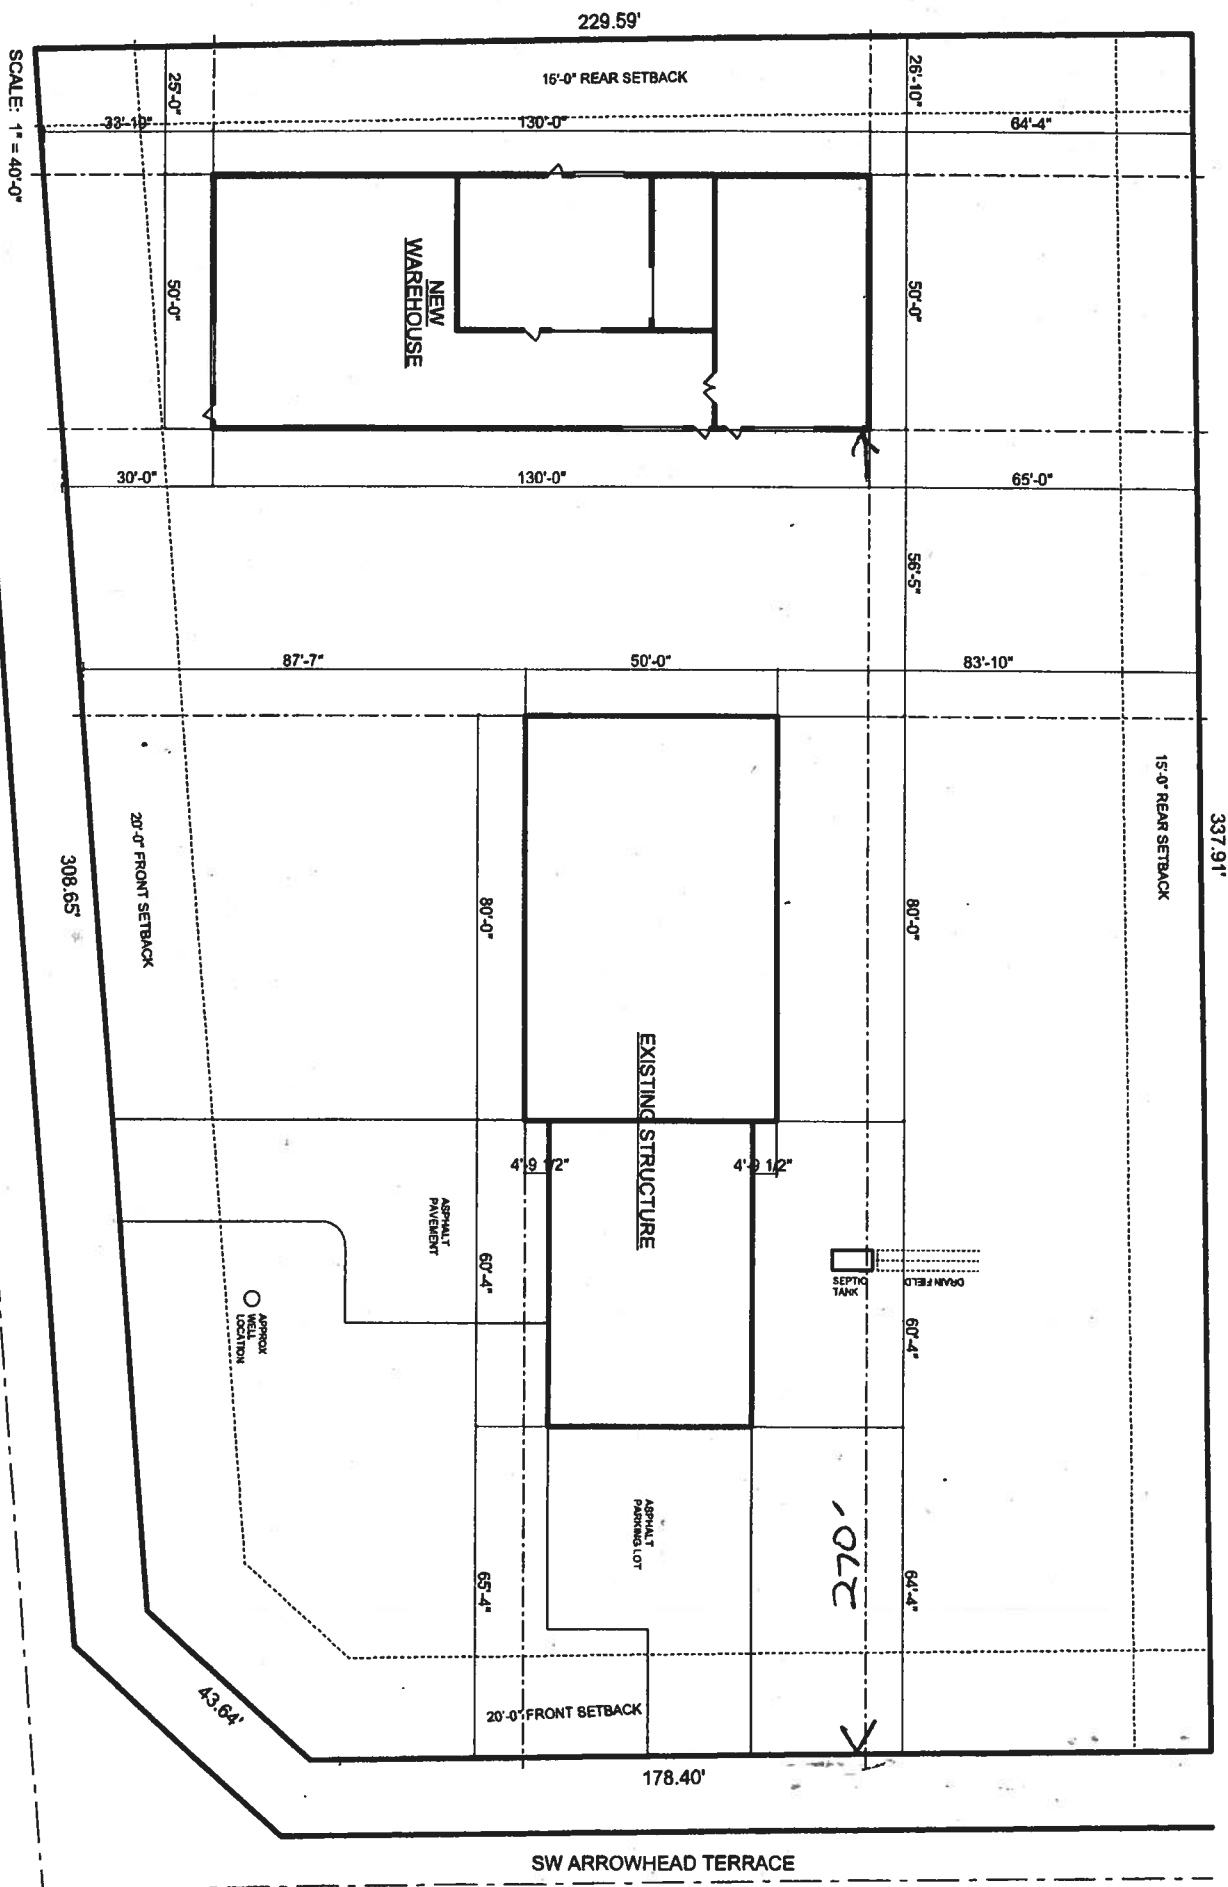 229.59'
SCALE: 1" = 40'-0"
25'-0"
15'-0" REAR SETBACK
26'-10"
33'-10"
130'-0"
64'-4"
NEW
WAREHOUSE
50'-0"
50'-0"
30'-0"
130'-0"
65'-0"
56'-5"
87'-7"
50'-0"
83'-10"
15'-0" REAR SETBACK
337.91'
20'-0" FRONT SETBACK
308.65'
80'-0"
80'-0"
EXISTING STRUCTURE
4'-9 1/2"
4'-9 1/2"
ASPHALT
PAVEMENT
60'-4"
SEPTIC
TANK
DRAIN FIELD
APPROX
WELL
LOCATION
60'-4"
ASPHALT
PARKING LOT
270'
65'-4"
64'-4"
43.64'
20'-0" FRONT SETBACK
178.40'
SW ARROWHEAD TERRACE